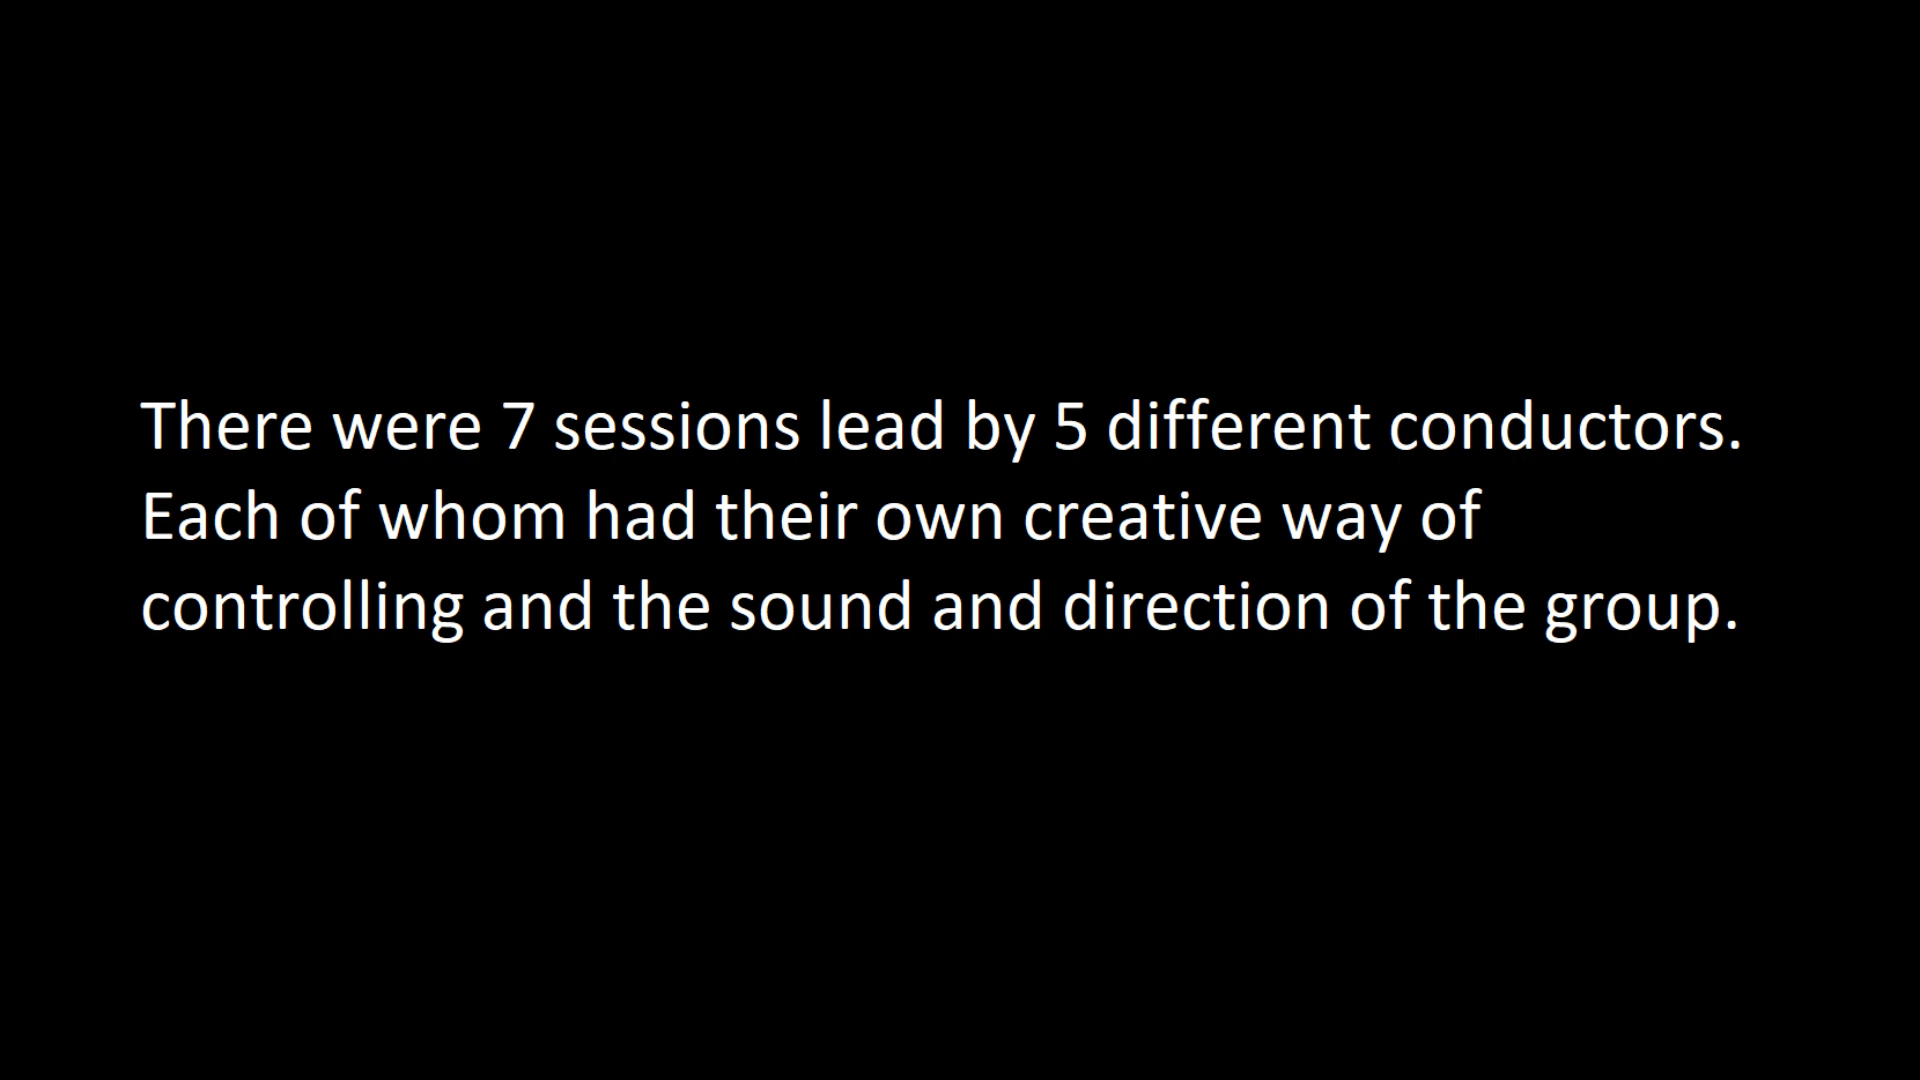 There were 7 sessions lead by 5 different conductors.
Each of whom had their own creative way of
controlling and the sound and direction of the group.